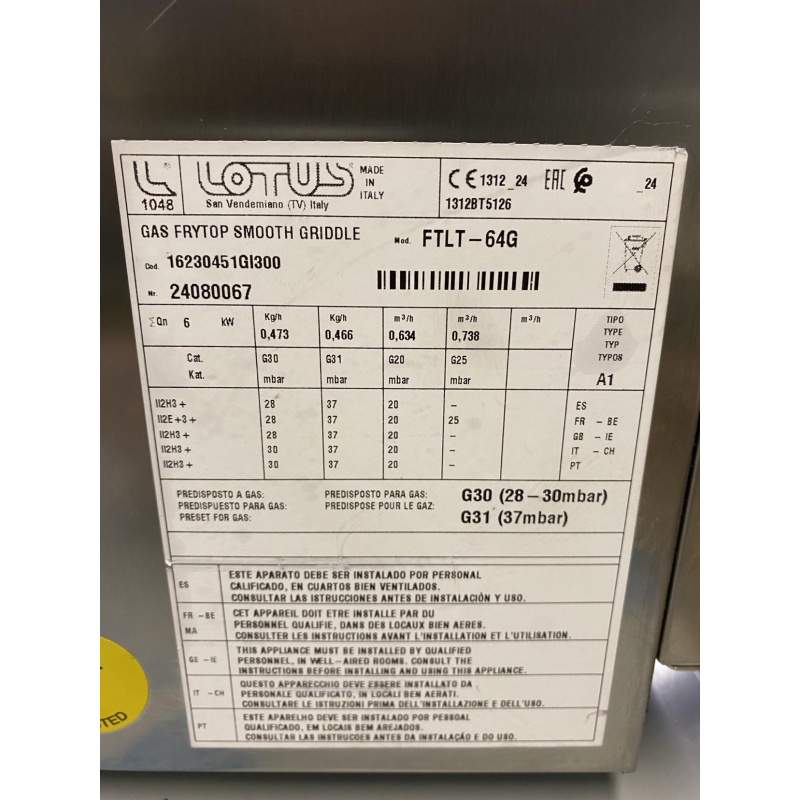 L
1048
LOTUS
San Vendemiano (TV) Italy
MADE
IN
ITALY
CE 1312_24 EAC _24
1312BT5126
GAS FRYTOP SMOOTH GRIDDLE Mod. FTLT-64G
Cod. 16230451GI300
Nr. 24080067
ΣQn 6 kW
Kg/h Kg/h m³/h m³/h m³/h
0,473 0,466 0,634 0,738
TIPO
TYPE
TYP
TYPOS
A1
Cat. G30 G31 G20 G25
Kat. mbar mbar mbar mbar
II2H3+ 28 37 20 – ES
II2E+3+ 28 37 20 25 FR – BE
II2H3+ 28 37 20 – GB – IE
II2H3+ 30 37 20 – IT – CH
II2H3+ 30 37 20 – PT
PREDISPOSTO A GAS: PREDISPOSTO PARA GAS: G30 (28–30mbar)
PREDISPUESTO PARA GAS: PREDISPOSE POUR LE GAZ:
PRESET FOR GAS: G31 (37mbar)
ES
ESTE APARATO DEBE SER INSTALADO POR PERSONAL
CALIFICADO, EN CUARTOS BIEN VENTILADOS.
CONSULTAR LAS ISTRUCCIONES ANTES DE INSTALACIÓN Y USO.
FR – BE
MA
CET APPAREIL DOIT ETRE INSTALLE PAR DU
PERSONNEL QUALIFIE, DANS DES LOCAUX BIEN AERES.
CONSULTER LES INSTRUCTIONS AVANT L'INSTALLATION ET L'UTILISATION.
GB – IE
THIS APPLIANCE MUST BE INSTALLED BY QUALIFIED
PERSONNEL, IN WELL-AIRED ROOMS. CONSULT THE
INSTRUCTIONS BEFORE INSTALLING AND USING THIS APPLIANCE.
IT – CH
QUESTO APPARECCHIO DEVE ESSERE INSTALLATO DA
PERSONALE QUALIFICATO, IN LOCALI BEN AERATI.
CONSULTARE LE ISTRUZIONI PRIMA DELL'INSTALLAZIONE E DELL'USO.
PT
ESTE APARELHO DEVE SER INSTALADO POR PESSOAL
QUALIFICADO, EM LOCAIS BEM AREJADOS.
CONSULTAR LAS INSTRUCOES ANTES DA INSTALAÇÃO E DO USO.
TED